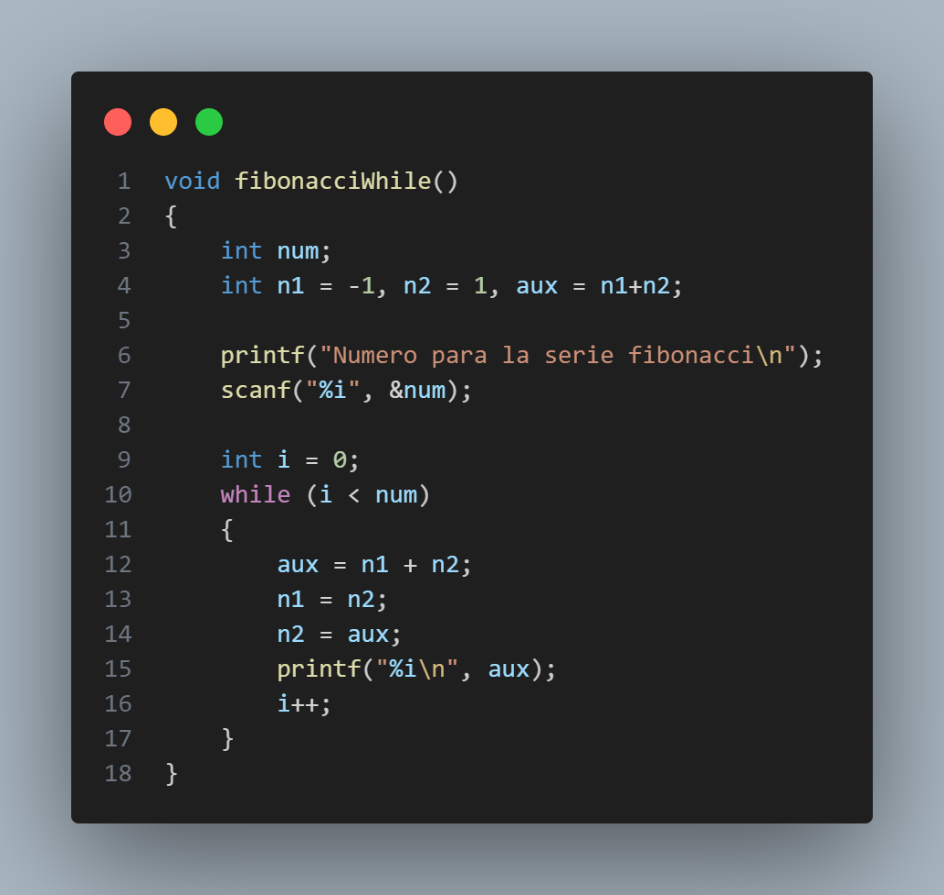 1 void fibonacciWhile()
2 {
3     int num;
4     int n1 = -1, n2 = 1, aux = n1+n2;
5
6     printf("Numero para la serie fibonacci\n");
7     scanf("%i", &num);
8
9     int i = 0;
10     while (i < num)
11     {
12         aux = n1 + n2;
13         n1 = n2;
14         n2 = aux;
15         printf("%i\n", aux);
16         i++;
17     }
18 }